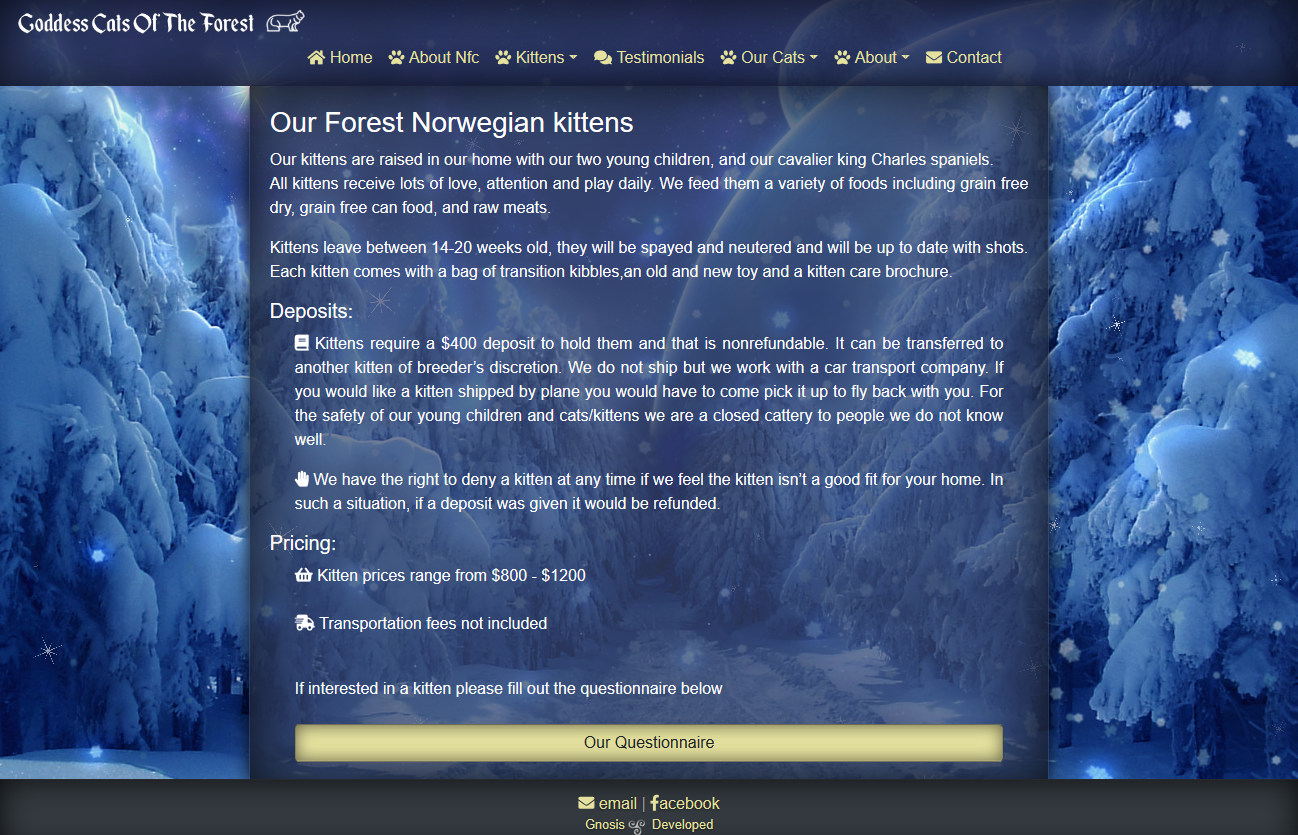 Goddess Cats Of The Forest
Home About Nfc Kittens Testimonials Our Cats About Contact
Our Forest Norwegian kittens
Our kittens are raised in our home with our two young children, and our cavalier king Charles spaniels.
All kittens receive lots of love, attention and play daily. We feed them a variety of foods including grain free
dry, grain free can food, and raw meats.
Kittens leave between 14-20 weeks old, they will be spayed and neutered and will be up to date with shots.
Each kitten comes with a bag of transition kibbles,an old and new toy and a kitten care brochure.
Deposits:
Kittens require a $400 deposit to hold them and that is nonrefundable. It can be transferred to
another kitten of breeder’s discretion. We do not ship but we work with a car transport company. If
you would like a kitten shipped by plane you would have to come pick it up to fly back with you. For
the safety of our young children and cats/kittens we are a closed cattery to people we do not know
well.
We have the right to deny a kitten at any time if we feel the kitten isn’t a good fit for your home. In
such a situation, if a deposit was given it would be refunded.
Pricing:
Kitten prices range from $800 - $1200
Transportation fees not included
If interested in a kitten please fill out the questionnaire below
Our Questionnaire
email | facebook
Gnosis Developed